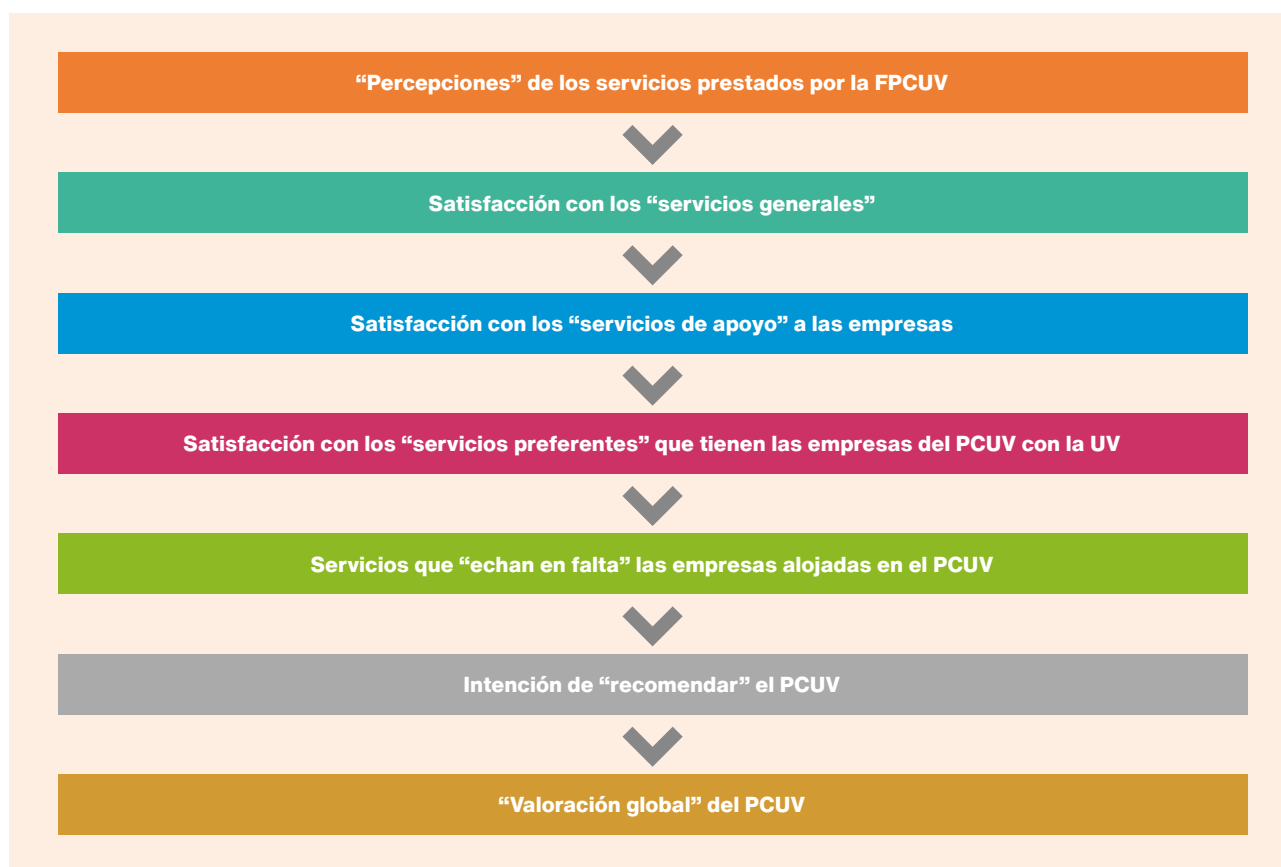 “Percepciones” de los servicios prestados por la FPCUV
Satisfacción con los “servicios generales”
Satisfacción con los “servicios de apoyo” a las empresas
Satisfacción con los “servicios preferentes” que tienen las empresas del PCUV con la UV
Servicios que “echan en falta” las empresas alojadas en el PCUV
Intención de “recomendar” el PCUV
“Valoración global” del PCUV